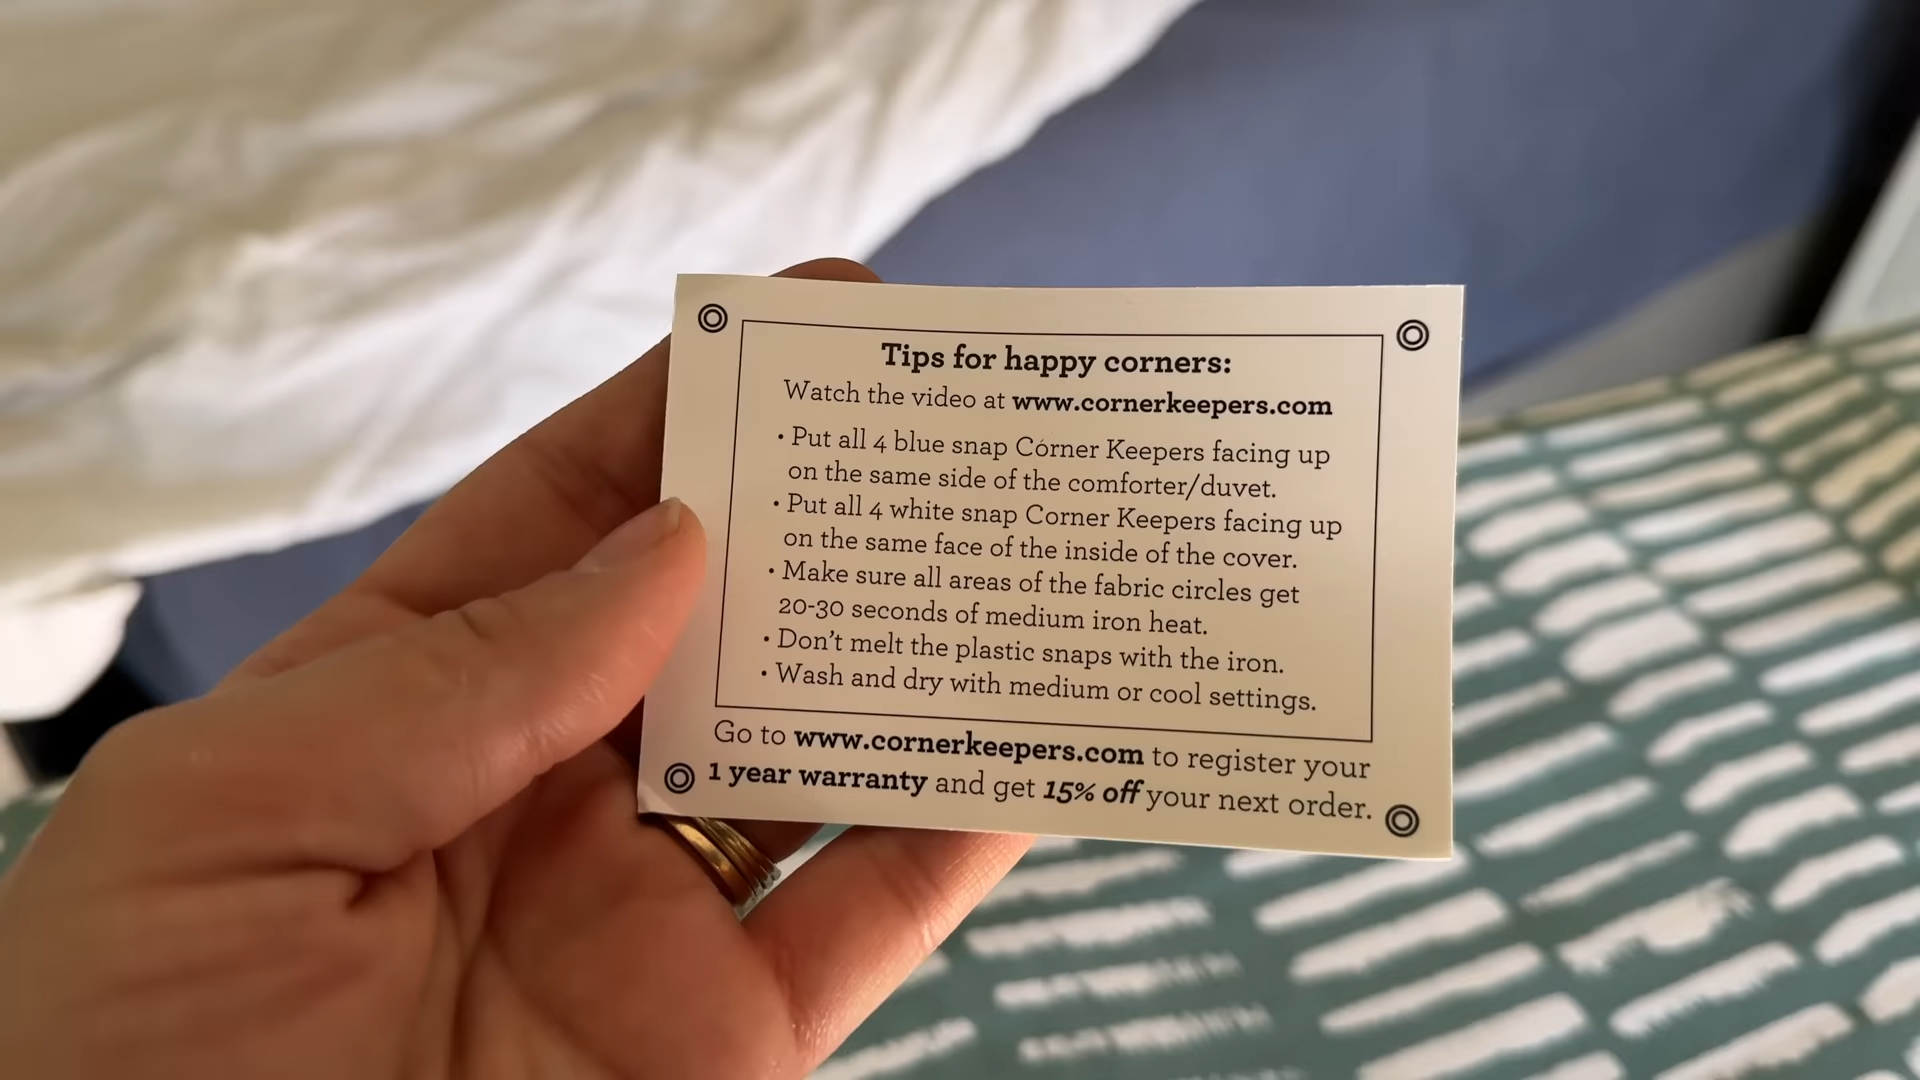 Tips for happy corners:
Watch the video at www.cornerkeepers.com
• Put all 4 blue snap Corner Keepers facing up
on the same side of the comforter/duvet.
• Put all 4 white snap Corner Keepers facing up
on the same face of the inside of the cover.
• Make sure all areas of the fabric circles get
20-30 seconds of medium iron heat.
• Don't melt the plastic snaps with the iron.
• Wash and dry with medium or cool settings.
Go to www.cornerkeepers.com to register your
1 year warranty and get 15% off your next order.